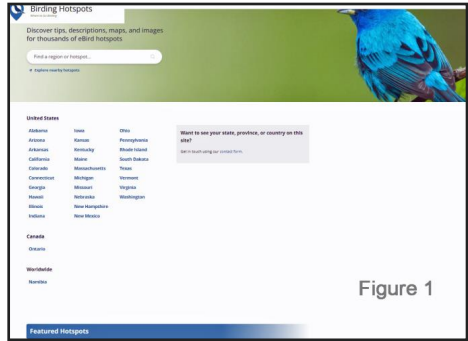 Birding Hotspots
Discover tips, descriptions, maps, and images
for thousands of eBird hotspots
Find a region or hotspot...
Explore nearby hotspots
United States
Alabama
Arizona
Arkansas
California
Colorado
Connecticut
Georgia
Hawaii
Illinois
Indiana
Iowa
Kansas
Kentucky
Maine
Massachusetts
Michigan
Missouri
Nebraska
New Hampshire
New Mexico
Ohio
Pennsylvania
Rhode Island
South Dakota
Texas
Vermont
Virginia
Washington
Want to see your state, province, or country on this
site?
Get in touch using our contact form.
Canada
Ontario
Worldwide
Namibia
Figure 1
Featured Hotspots